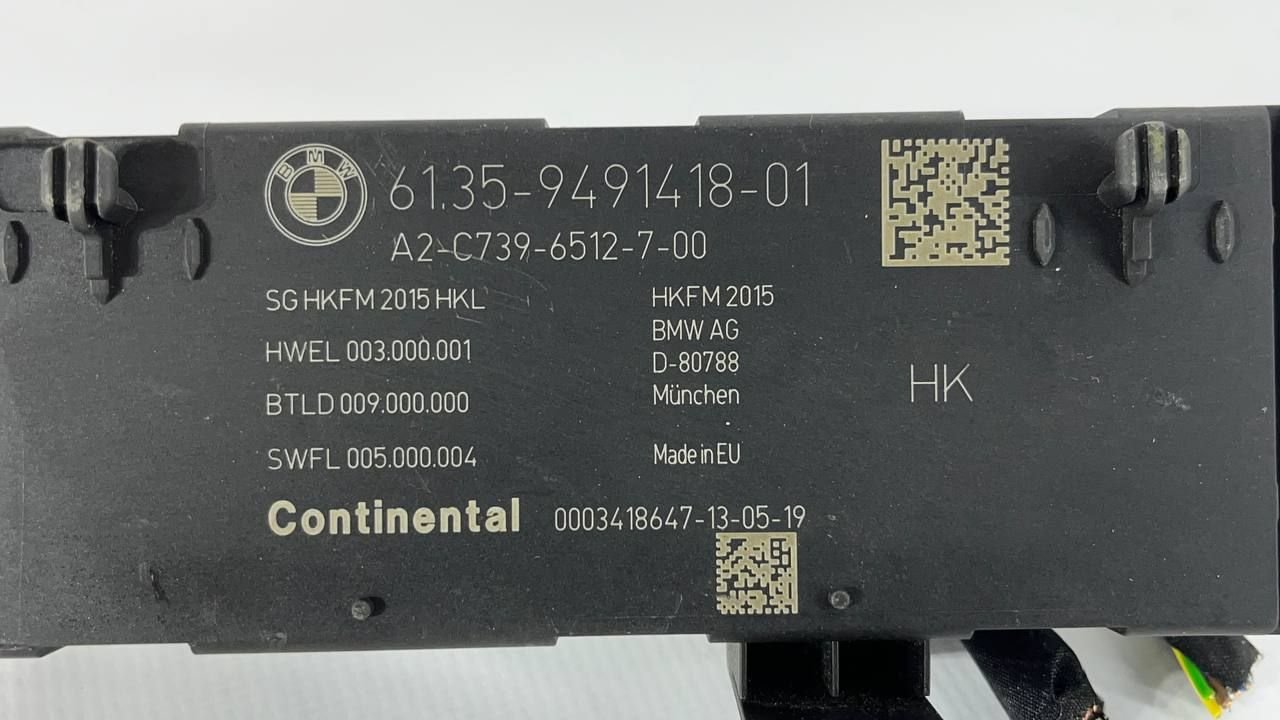 BMW
61.35-9491418-01
A2-C739-6512-7-00
SG HKFM 2015 HKL
HWEL 003.000.001
BTLD 009.000.000
SWFL 005.000.004
HKFM 2015
BMW AG
D-80788
München
Made in EU
HK
Continental 0003418647-13-05-19